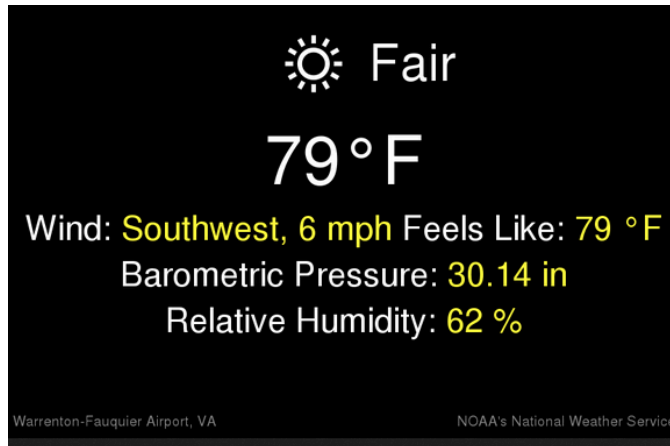 Fair
79°F
Wind: Southwest, 6 mph Feels Like: 79 °F
Barometric Pressure: 30.14 in
Relative Humidity: 62 %
Warrenton-Fauquier Airport, VA
NOAA's National Weather Service